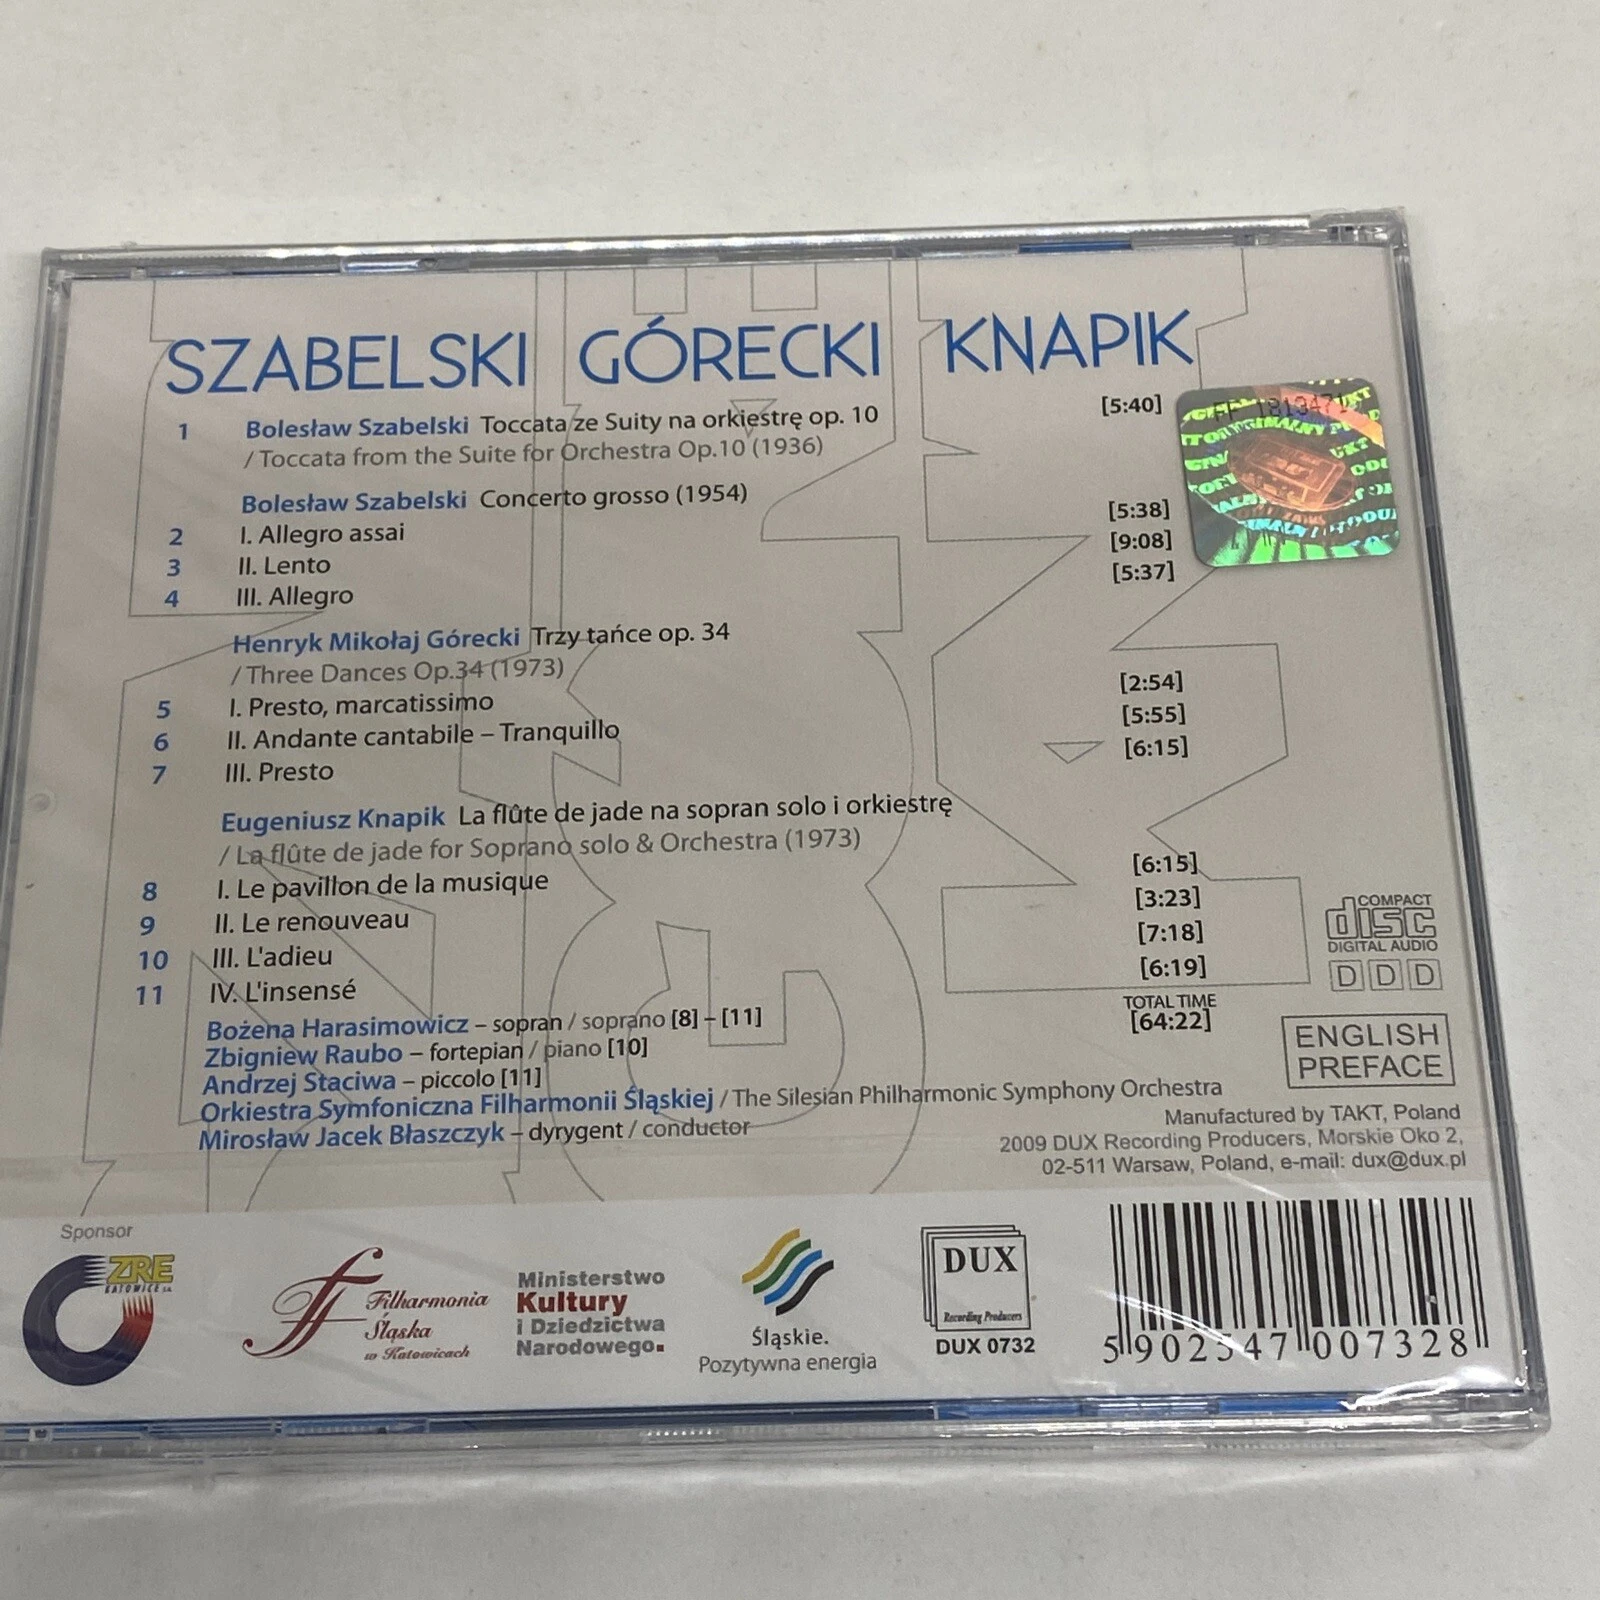 SZABELSKI GÓRECKI KNAPIK
1 Bolesław Szabelski Toccata ze Suity na orkiestrę op. 10 [5:40]
/ Toccata from the Suite for Orchestra Op.10 (1936)
Bolesław Szabelski Concerto grosso (1954)
2 I. Allegro assai [5:38]
3 II. Lento [9:08]
4 III. Allegro [5:37]
Henryk Mikołaj Górecki Trzy tańce op. 34
/ Three Dances Op.34 (1973)
5 I. Presto, marcatissimo [2:54]
6 II. Andante cantabile – Tranquillo [5:55]
7 III. Presto [6:15]
Eugeniusz Knapik La flûte de jade na sopran solo i orkiestrę
/ La flûte de jade for Soprano solo & Orchestra (1973)
8 I. Le pavillon de la musique [6:15]
9 II. Le renouveau [3:23]
10 III. L'adieu [7:18]
11 IV. L'insensé [6:19]
TOTAL TIME
[64:22]
Bożena Harasimowicz – sopran / soprano [8] – [11]
Zbigniew Raubo – fortepian / piano [10]
Andrzej Staciwa – piccolo [11]
Orkiestra Symfoniczna Filharmonii Śląskiej / The Silesian Philharmonic Symphony Orchestra
Mirosław Jacek Błaszczyk – dyrygent / conductor
COMPACT
disc
DIGITAL AUDIO
D D D
ENGLISH
PREFACE
Manufactured by TAKT, Poland
2009 DUX Recording Producers, Morskie Oko 2,
02-511 Warsaw, Poland, e-mail: dux@dux.pl
Sponsor
ZRE
KATOWICE SA
Filharmonia
Śląska
w Katowicach
Ministerstwo
Kultury
i Dziedzictwa
Narodowego.
Śląskie.
Pozytywna energia
DUX
Recording Producers
DUX 0732
5 902547 007328